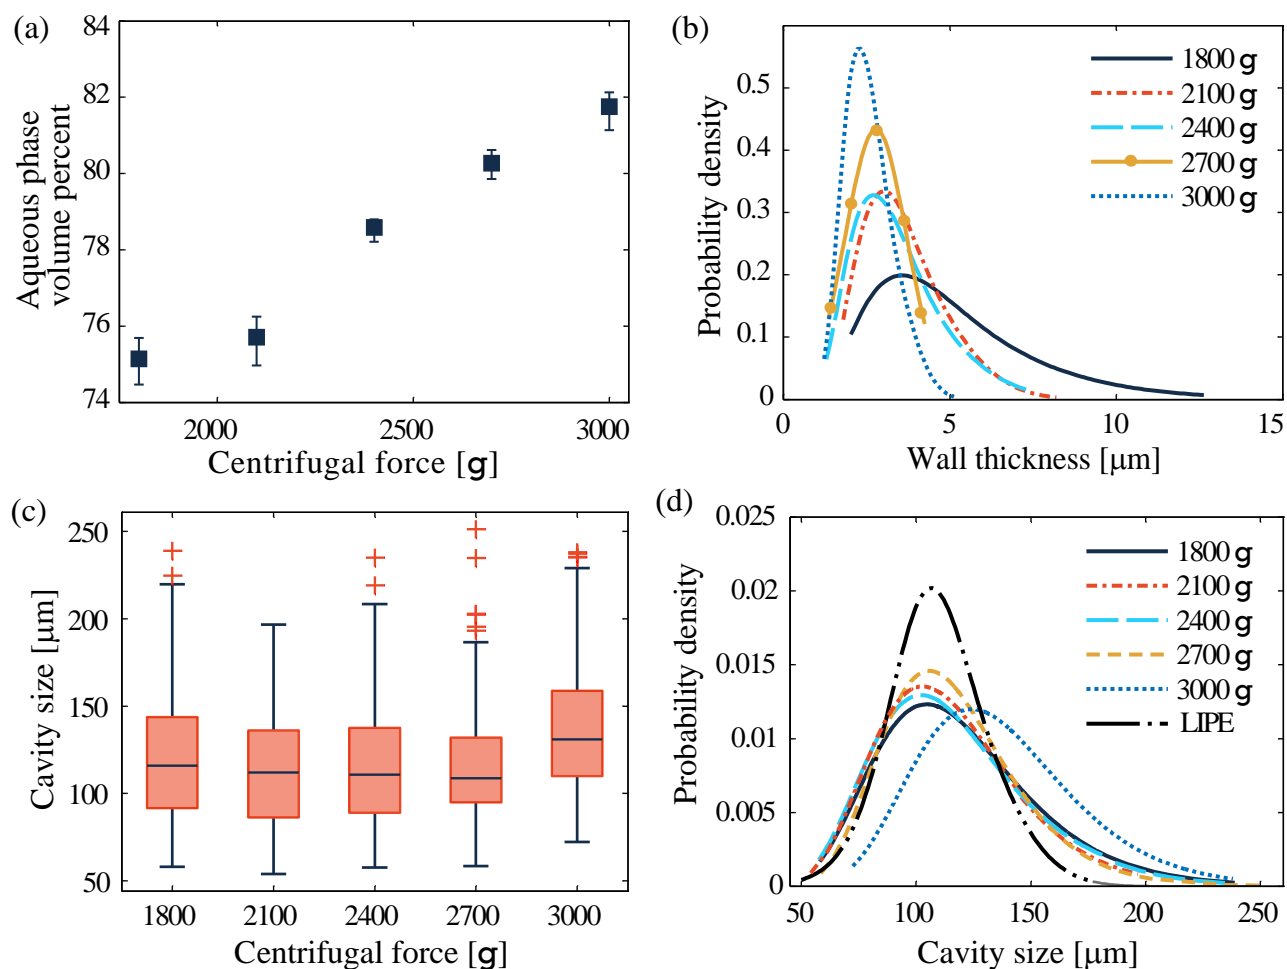 (a)
84
82
80
78
76
74
Aqueous phase
volume percent
2000
2500
3000
Centrifugal force [g]
(b)
0.5
0.4
0.3
0.2
0.1
0
Probability density
0
5
10
15
Wall thickness [μm]
1800 g
2100 g
2400 g
2700 g
3000 g
(c)
250
200
150
100
50
Cavity size [μm]
1800
2100
2400
2700
3000
Centrifugal force [g]
(d)
0.025
0.02
0.015
0.01
0.005
0
Probability density
50
100
150
200
250
Cavity size [μm]
1800 g
2100 g
2400 g
2700 g
3000 g
LIPE